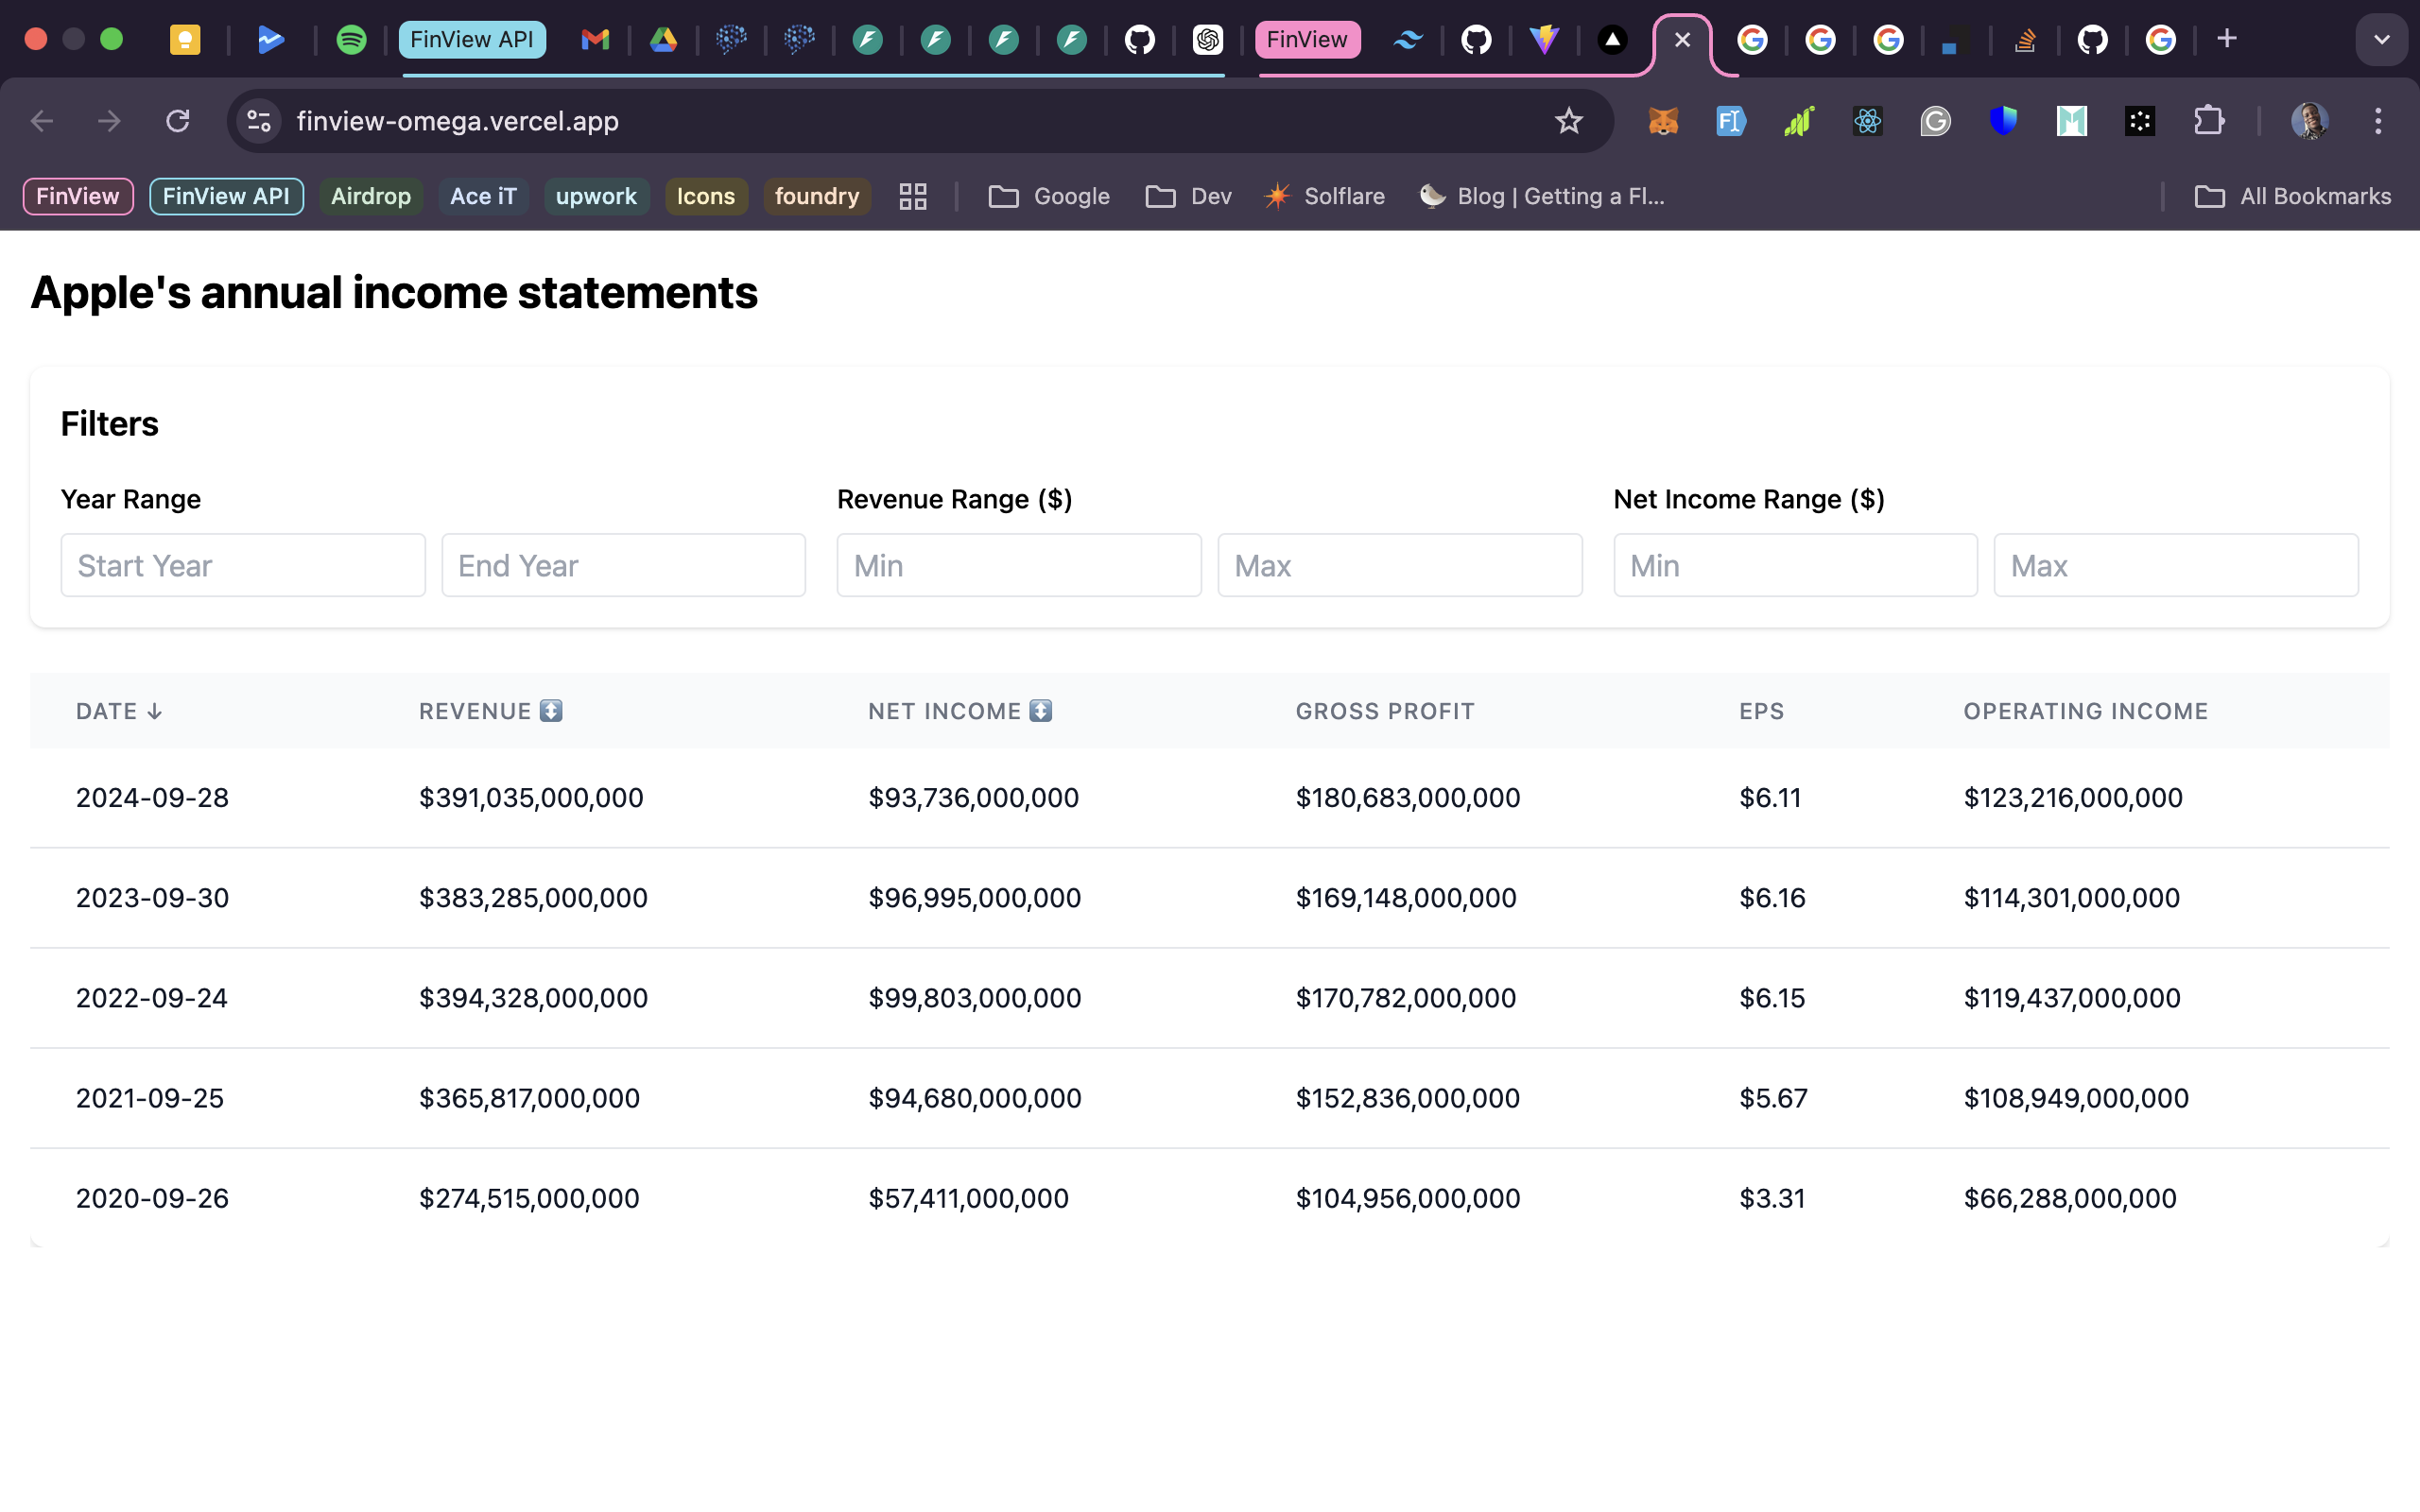 FinView API FinView
finview-omega.vercel.app
FinView FinView API Airdrop Ace iT upwork Icons foundry Google Dev Solflare Blog | Getting a Fl... All Bookmarks
Apple's annual income statements
Filters
Year Range Revenue Range ($) Net Income Range ($)
Start Year End Year Min Max Min Max
DATE ↓ REVENUE ↕️ NET INCOME ↕️ GROSS PROFIT EPS OPERATING INCOME
2024-09-28 $391,035,000,000 $93,736,000,000 $180,683,000,000 $6.11 $123,216,000,000
2023-09-30 $383,285,000,000 $96,995,000,000 $169,148,000,000 $6.16 $114,301,000,000
2022-09-24 $394,328,000,000 $99,803,000,000 $170,782,000,000 $6.15 $119,437,000,000
2021-09-25 $365,817,000,000 $94,680,000,000 $152,836,000,000 $5.67 $108,949,000,000
2020-09-26 $274,515,000,000 $57,411,000,000 $104,956,000,000 $3.31 $66,288,000,000